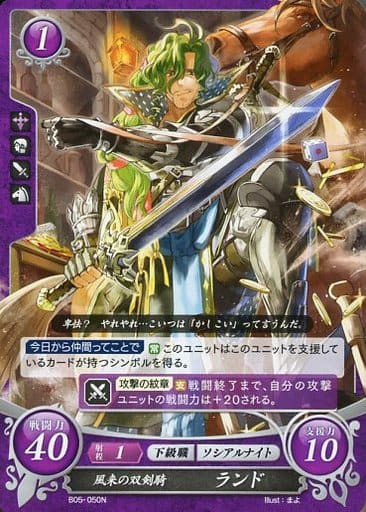 1
卑怯？　やれやれ…こいつは「かしこい」って言うんだ。
今日から仲間ってことで 常 このユニットはこのユニットを支援し
ているカードが持つシンボルを得る。
攻撃の紋章 支 戦闘終了まで、自分の攻撃
ユニットの戦闘力は＋20される。
戦闘力
40
射程 1
下級職
ソシアルナイト
支援力
10
風来の双剣騎
ランド
B05-050N
Illust：まよ